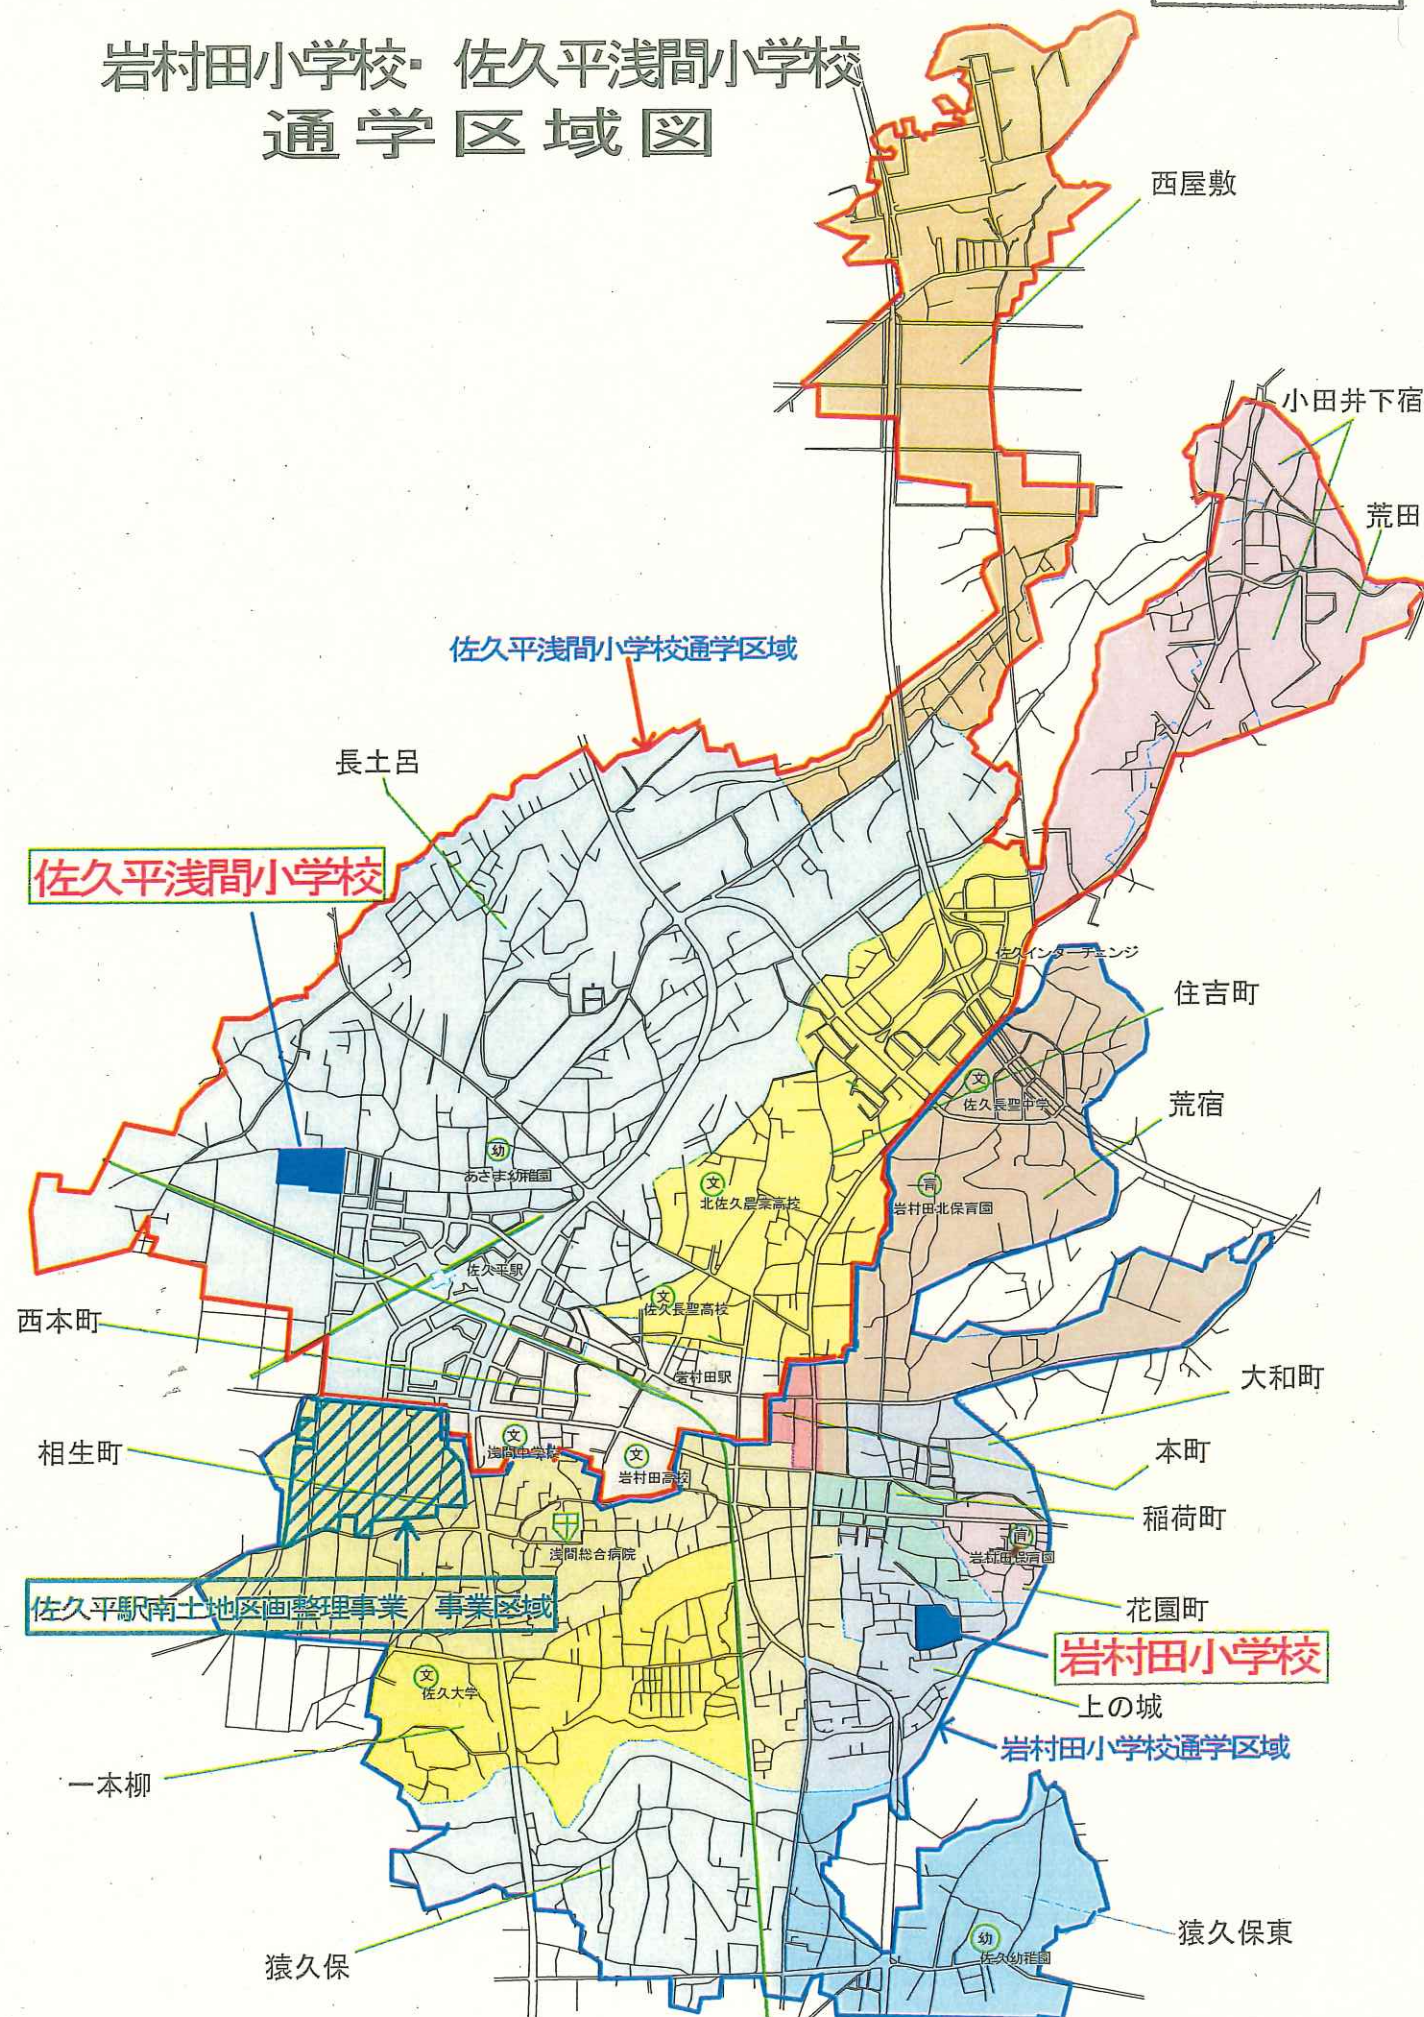 岩村田小学校・佐久平浅間小学校
通学区域図
西屋敷
小田井下宿
荒田
佐久平浅間小学校通学区域
長土呂
佐久平浅間小学校
佐久インターチェンジ
住吉町
文
佐久長聖中学
荒宿
幼
あさま幼稚園
文
北佐久農業高校
育
岩村田北保育園
佐久平駅
文
佐久長聖高校
西本町
岩村田駅
大和町
相生町
文
浅間中学校
文
岩村田高校
本町
稲荷町
浅間総合病院
育
岩村田保育園
佐久平駅南土地区画整理事業 事業区域
花園町
岩村田小学校
文
佐久大学
上の城
岩村田小学校通学区域
一本柳
猿久保東
幼
佐久幼稚園
猿久保